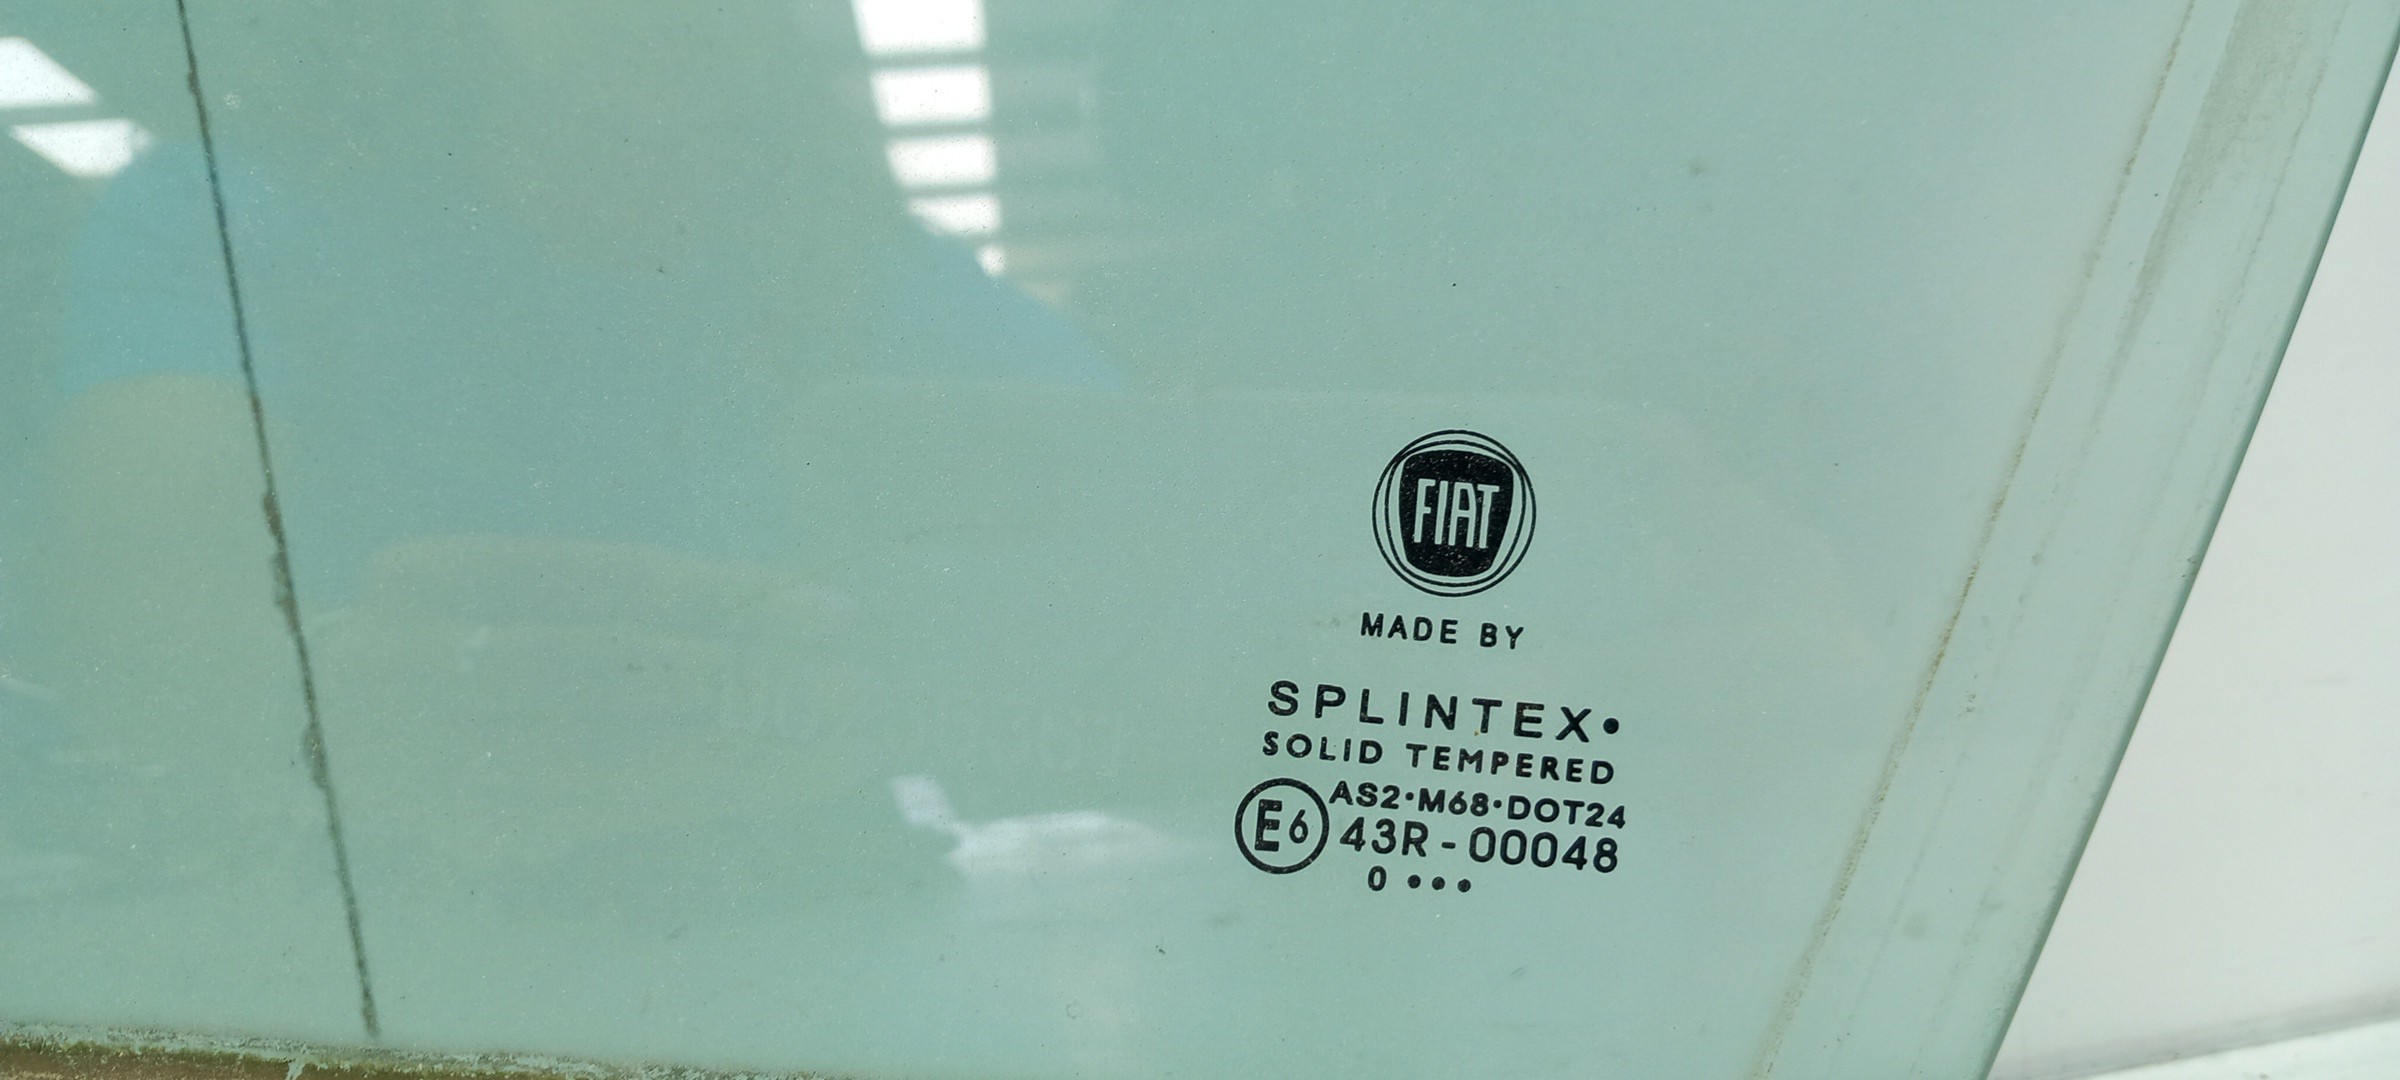 FIAT
MADE BY
SPLINTEX•
SOLID TEMPERED
AS2•M68•DOT24
E6 43R-00048
0 •••